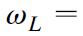 ω_L =